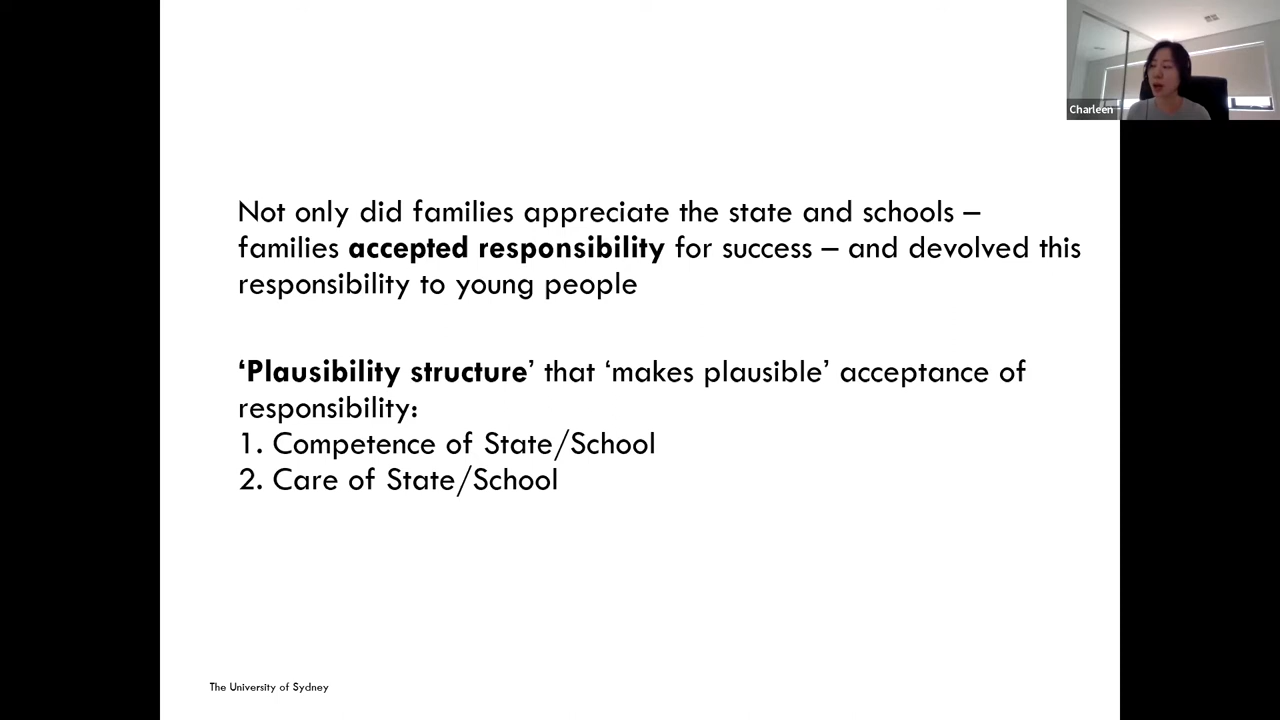 Charleen
Not only did families appreciate the state and schools –
families accepted responsibility for success – and devolved this
responsibility to young people
‘Plausibility structure’ that ‘makes plausible’ acceptance of
responsibility:
1. Competence of State/School
2. Care of State/School
The University of Sydney